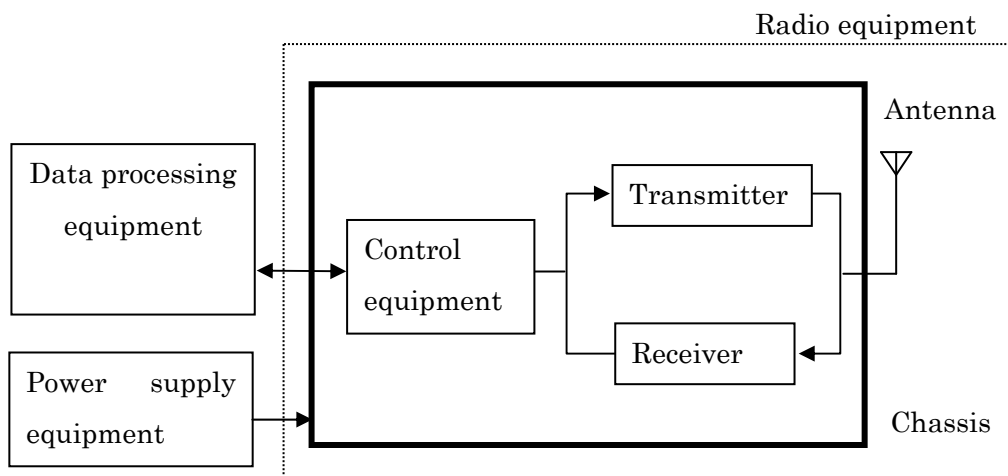 Radio equipment
Antenna
Data processing
equipment
Transmitter
Control
equipment
Receiver
Power supply
equipment
Chassis